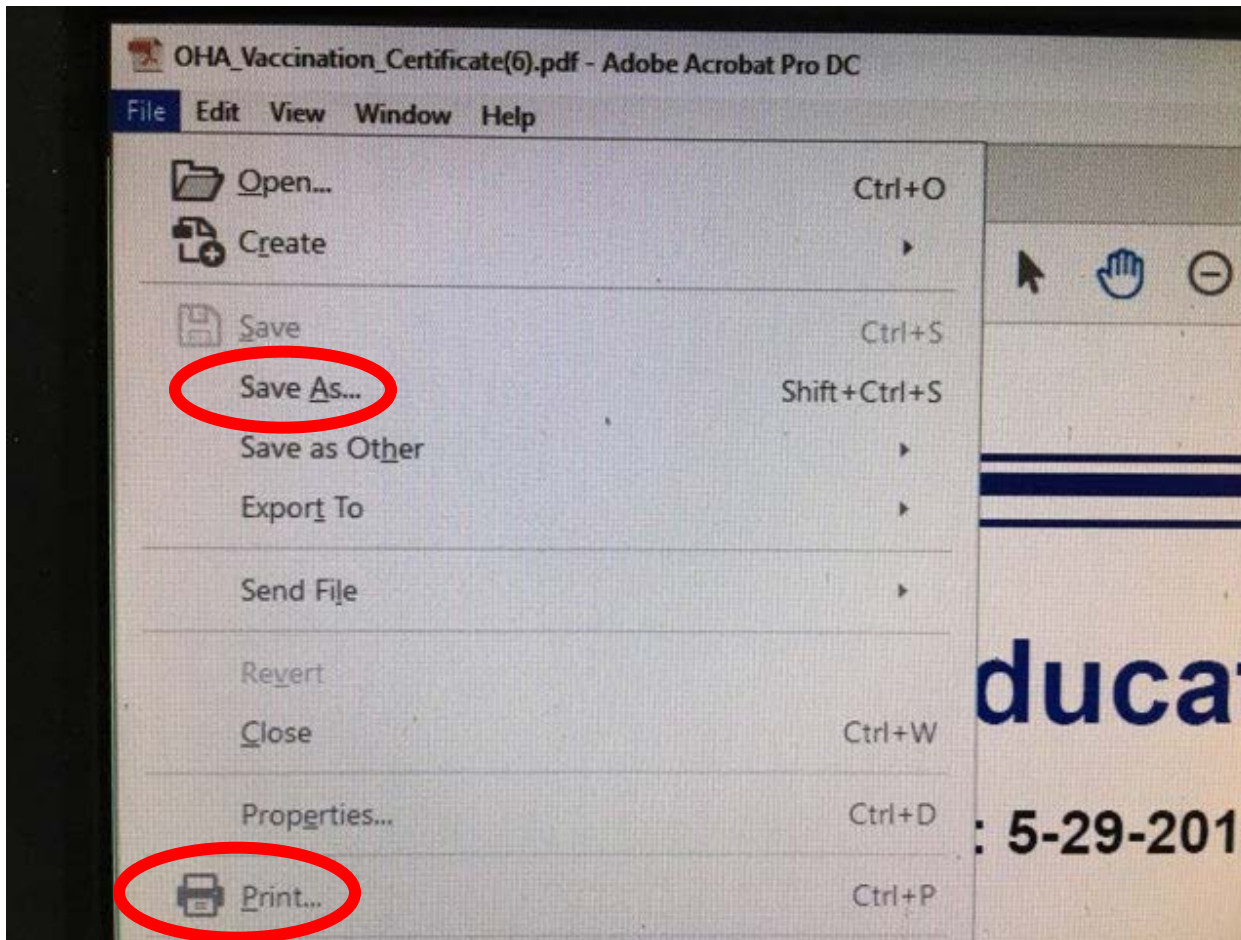 OHA_Vaccination_Certificate(6).pdf - Adobe Acrobat Pro DC
File Edit View Window Help
Open... Ctrl+O
Create
Save Ctrl+S
Save As... Shift+Ctrl+S
Save as Other
Export To
Send File
Revert
Close Ctrl+W
Properties... Ctrl+D
Print... Ctrl+P
ducat
: 5-29-201